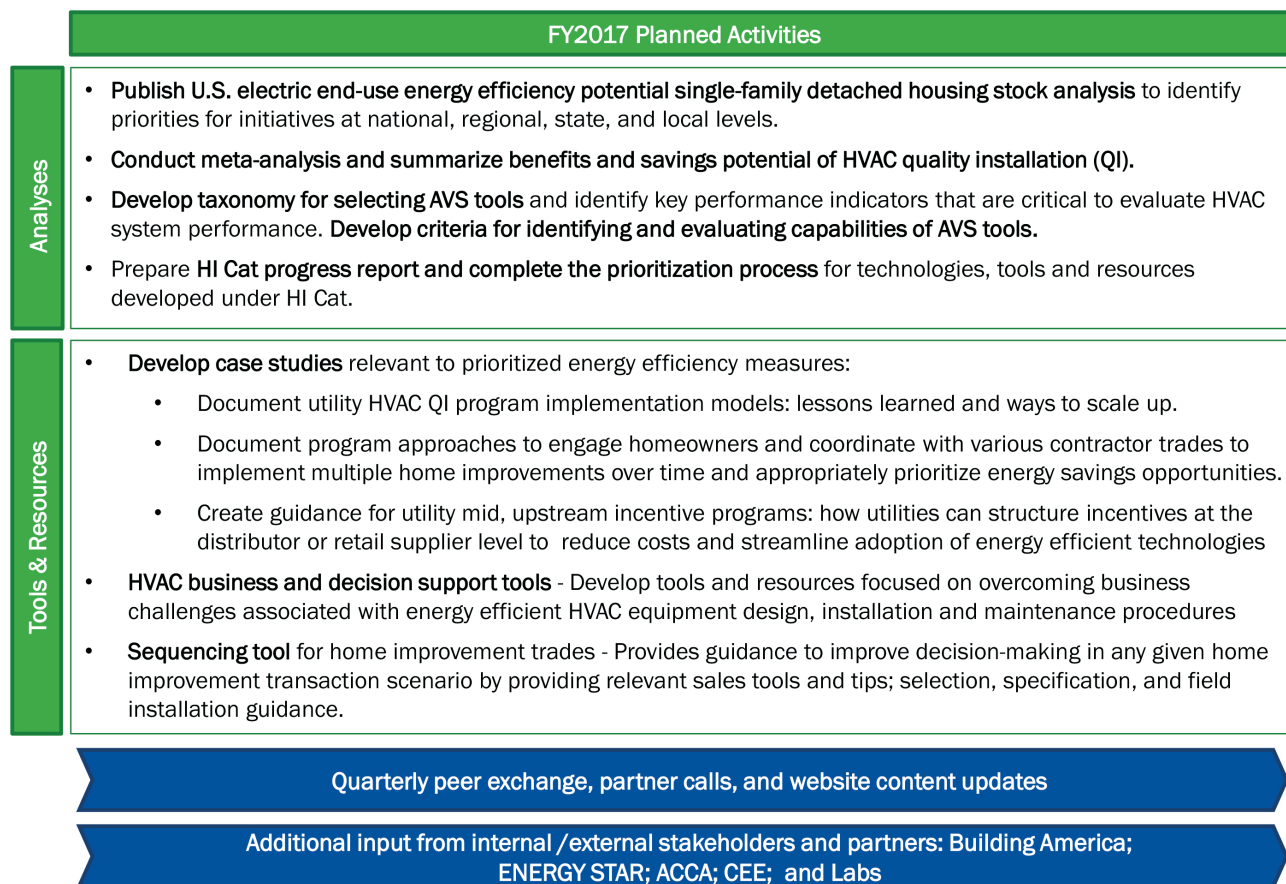 FY2017 Planned Activities
Analyses
• Publish U.S. electric end-use energy efficiency potential single-family detached housing stock analysis to identify
priorities for initiatives at national, regional, state, and local levels.
• Conduct meta-analysis and summarize benefits and savings potential of HVAC quality installation (QI).
• Develop taxonomy for selecting AVS tools and identify key performance indicators that are critical to evaluate HVAC
system performance. Develop criteria for identifying and evaluating capabilities of AVS tools.
• Prepare HI Cat progress report and complete the prioritization process for technologies, tools and resources
developed under HI Cat.
Tools & Resources
• Develop case studies relevant to prioritized energy efficiency measures:
• Document utility HVAC QI program implementation models: lessons learned and ways to scale up.
• Document program approaches to engage homeowners and coordinate with various contractor trades to
implement multiple home improvements over time and appropriately prioritize energy savings opportunities.
• Create guidance for utility mid, upstream incentive programs: how utilities can structure incentives at the
distributor or retail supplier level to reduce costs and streamline adoption of energy efficient technologies
• HVAC business and decision support tools - Develop tools and resources focused on overcoming business
challenges associated with energy efficient HVAC equipment design, installation and maintenance procedures
• Sequencing tool for home improvement trades - Provides guidance to improve decision-making in any given home
improvement transaction scenario by providing relevant sales tools and tips; selection, specification, and field
installation guidance.
Quarterly peer exchange, partner calls, and website content updates
Additional input from internal /external stakeholders and partners: Building America;
ENERGY STAR; ACCA; CEE; and Labs